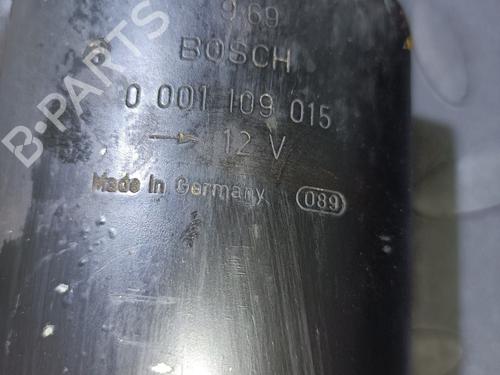 9.69
BOSCH
0 001 109 015
→ 12 V
Made in Germany 089
B-PARTS